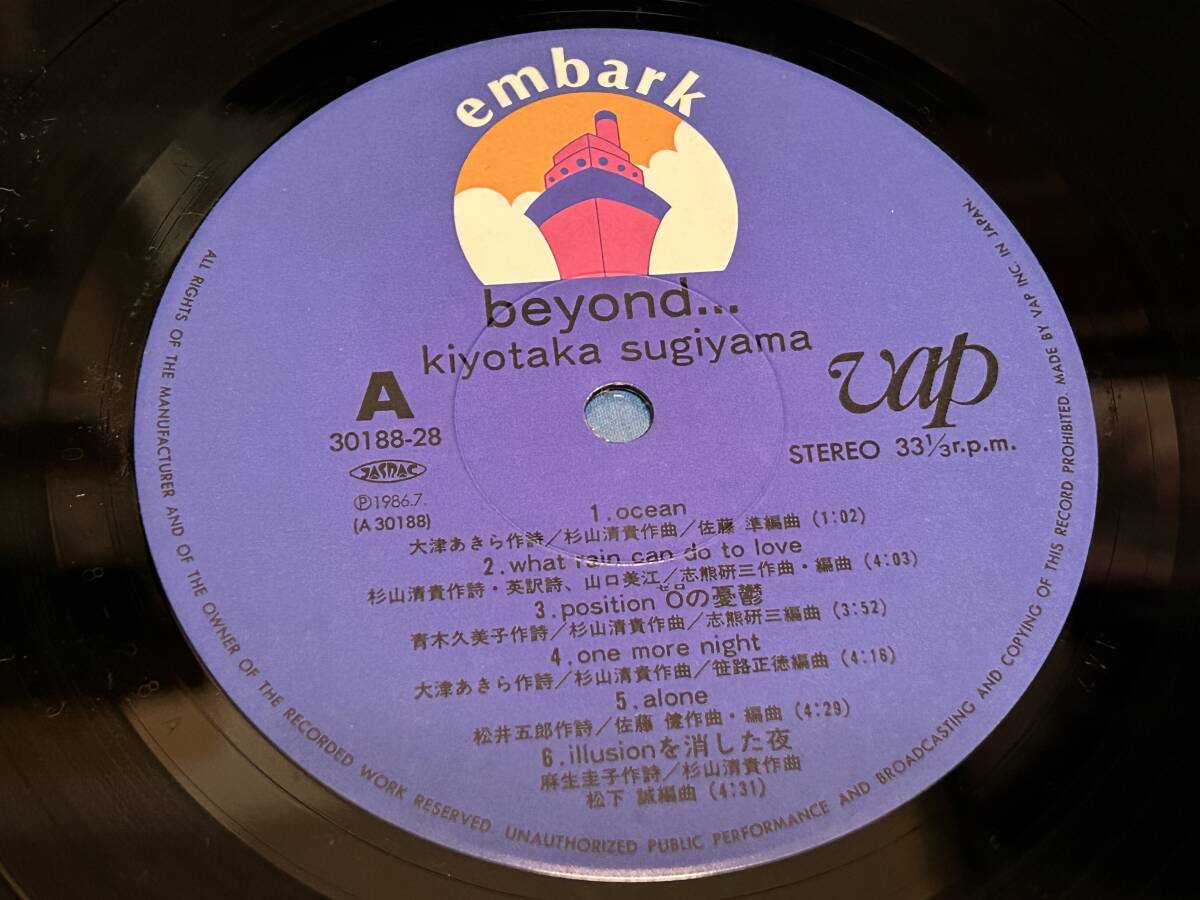 embark
beyond...
kiyotaka sugiyama
A
30188-28
JASRAC
Ⓟ1986.7.
(A 30188)
vap
STEREO 33 1/3 r.p.m.
1.ocean
大津あきら作詩/杉山清貴作曲/佐藤 準編曲 (1:02)
2.what rain can do to love
杉山清貴作詩・英訳詩、山口美江/志熊研三作曲・編曲 (4:03)
ゼロ
3.position Oの憂鬱
青木久美子作詩/杉山清貴作曲/志熊研三編曲 (3:52)
4.one more night
大津あきら作詩/杉山清貴作曲/笹路正徳編曲 (4:16)
5.alone
松井五郎作詩/佐藤 健作曲・編曲 (4:29)
6.illusionを消した夜
麻生圭子作詩/杉山清貴作曲
松下 誠編曲 (4:31)
ALL RIGHTS OF THE MANUFACTURER AND OF THE OWNER OF THE RECORDED WORK RESERVED. UNAUTHORIZED PUBLIC PERFORMANCE AND BROADCASTING AND COPYING OF THIS RECORD PROHIBITED. MADE BY VAP INC. IN JAPAN.